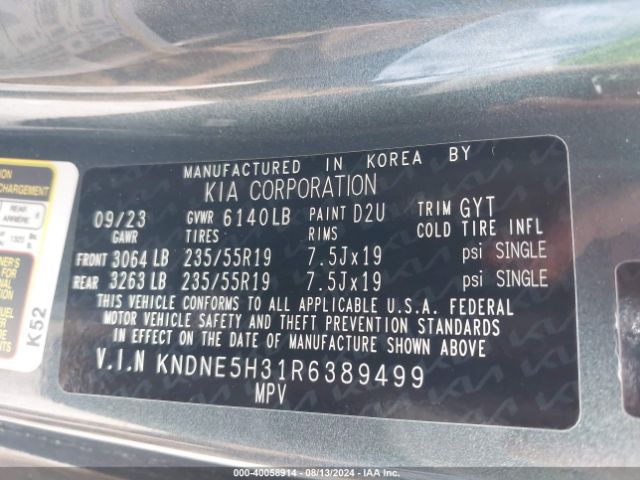 MANUFACTURED IN KOREA BY
KIA CORPORATION
09/23 GVWR 6140LB PAINT D2U TRIM GYT
GAWR TIRES RIMS COLD TIRE INFL
FRONT 3064 LB 235/55R19 7.5Jx19 psi SINGLE
REAR 3263 LB 235/55R19 7.5Jx19 psi SINGLE
THIS VEHICLE CONFORMS TO ALL APPLICABLE U.S.A. FEDERAL
MOTOR VEHICLE SAFETY AND THEFT PREVENTION STANDARDS
IN EFFECT ON THE DATE OF MANUFACTURE SHOWN ABOVE
V.I.N KNDNE5H31R6389499
MPV
CHARGEMENT
REAR
ARRIÈRE
K52
000-40058914 - 08/13/2024 - IAA Inc.